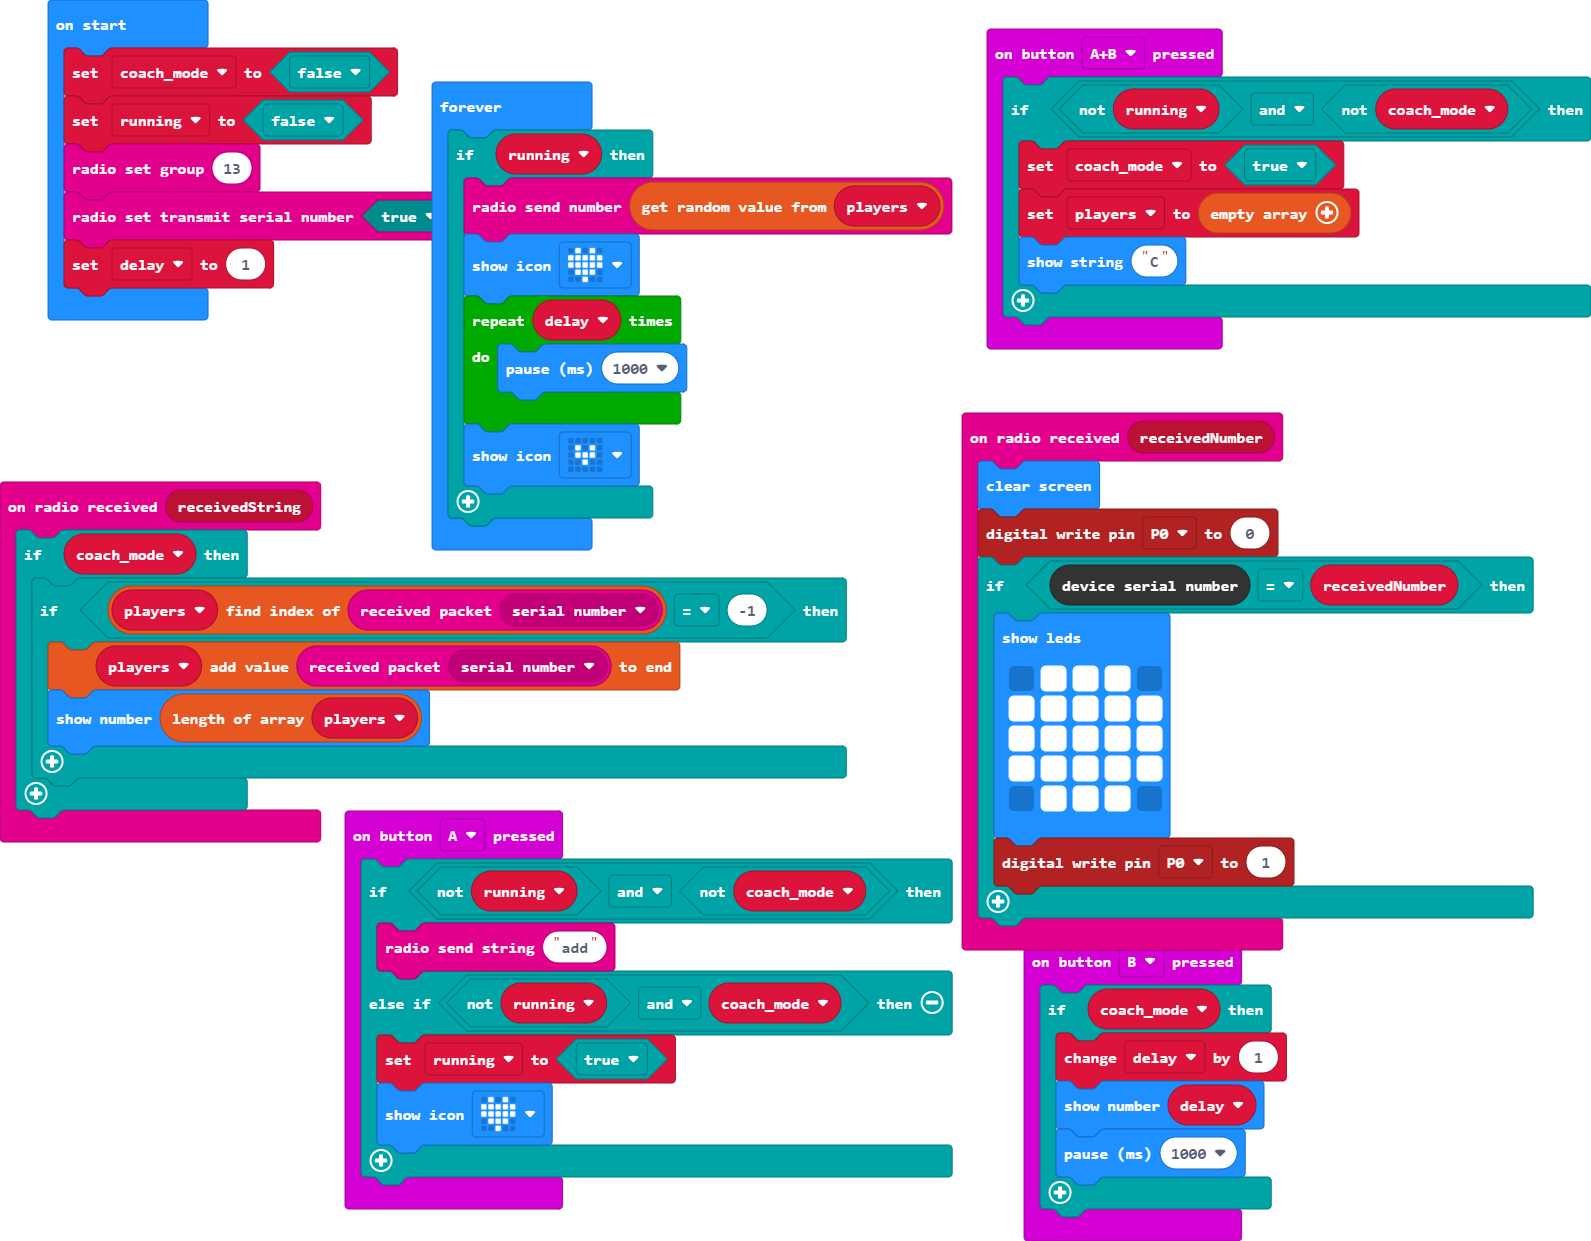 on start
set coach_mode to false
set running to false
radio set group 13
radio set transmit serial number true
set delay to 1
forever
if running then
radio send number get random value from players
show icon
repeat delay times
do pause (ms) 1000
show icon
on button A+B pressed
if not running and not coach_mode then
set coach_mode to true
set players to empty array
show string "C"
on radio received receivedString
if coach_mode then
if players find index of received packet serial number = -1 then
players add value received packet serial number to end
show number length of array players
on radio received receivedNumber
clear screen
digital write pin P0 to 0
if device serial number = receivedNumber then
show leds
digital write pin P0 to 1
on button A pressed
if not running and not coach_mode then
radio send string "add"
else if not running and coach_mode then
set running to true
show icon
on button B pressed
if coach_mode then
change delay by 1
show number delay
pause (ms) 1000